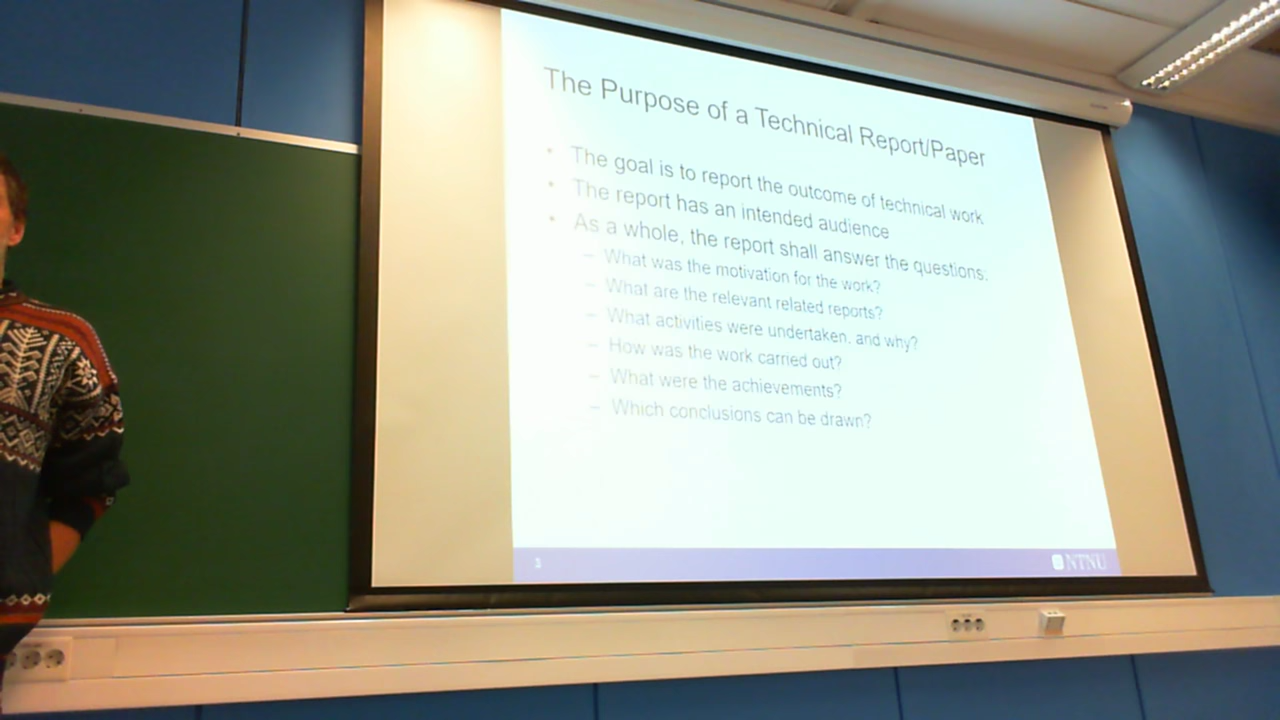 The Purpose of a Technical Report/Paper
• The goal is to report the outcome of technical work
• The report has an intended audience
• As a whole, the report shall answer the questions:
– What was the motivation for the work?
– What are the relevant related reports?
– What activities were undertaken, and why?
– How was the work carried out?
– What were the achievements?
– Which conclusions can be drawn?
3
NTNU